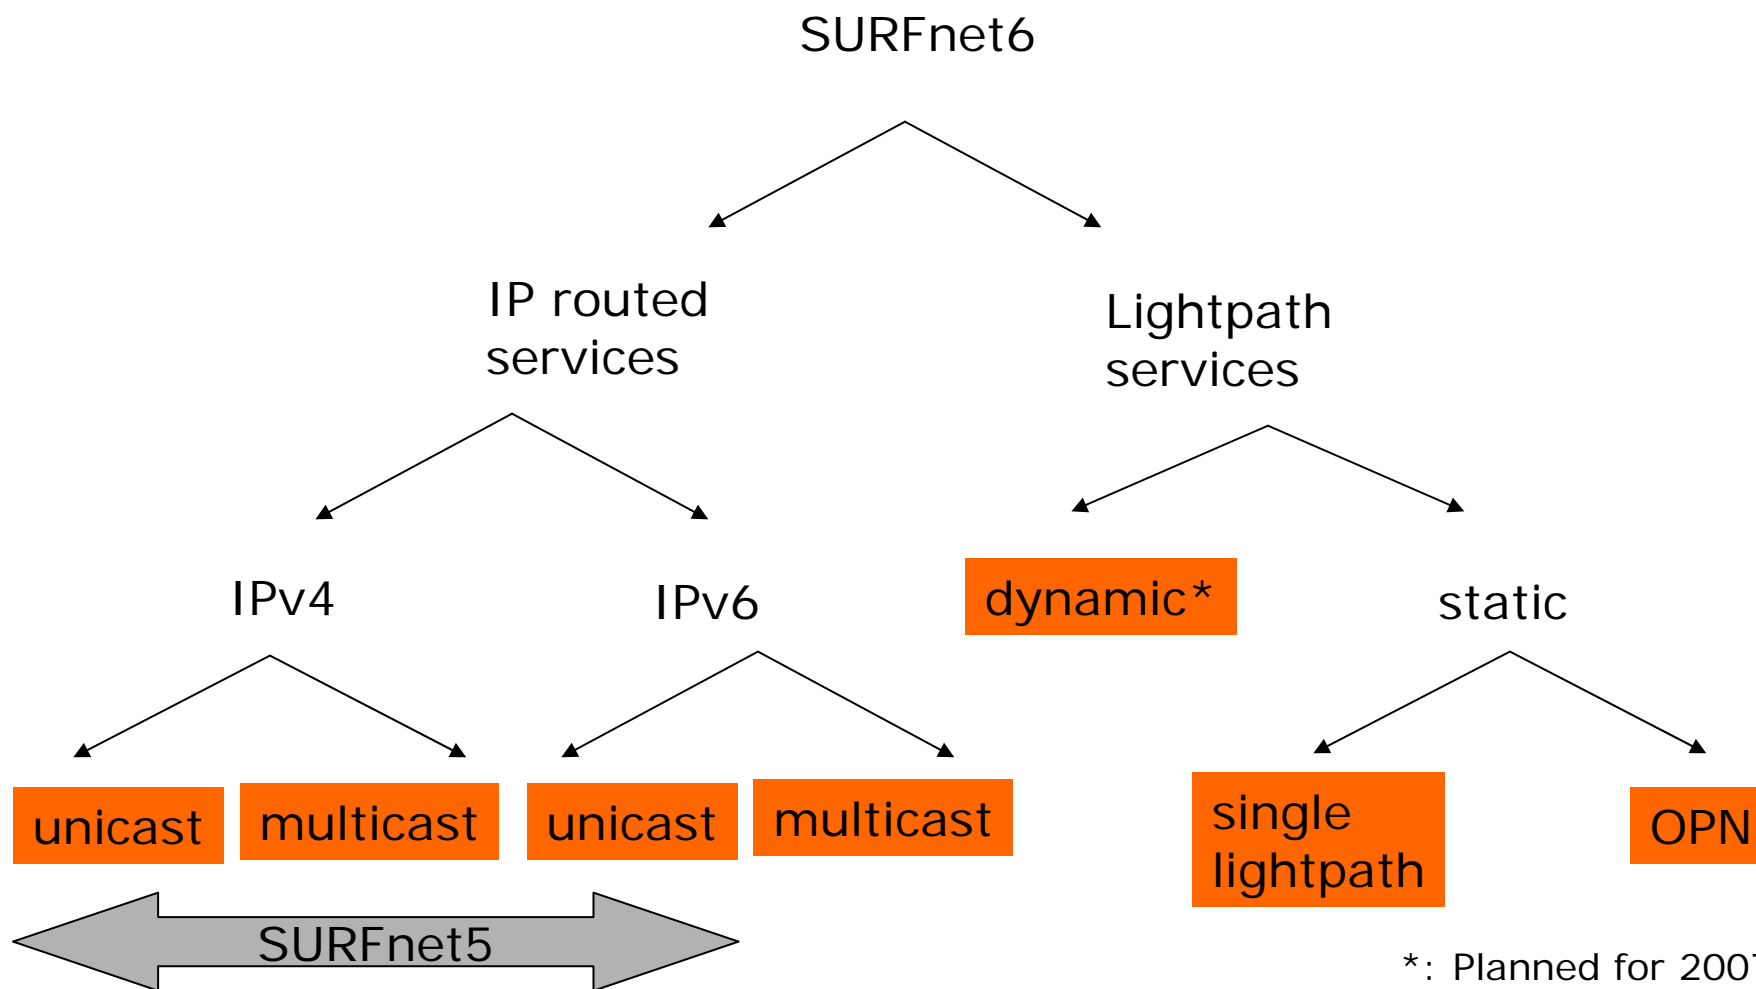 SURFnet6
IP routed
services
Lightpath
services
IPv4
IPv6
dynamic*
static
unicast
multicast
unicast
multicast
single
lightpath
OPN
SURFnet5
*: Planned for 2007